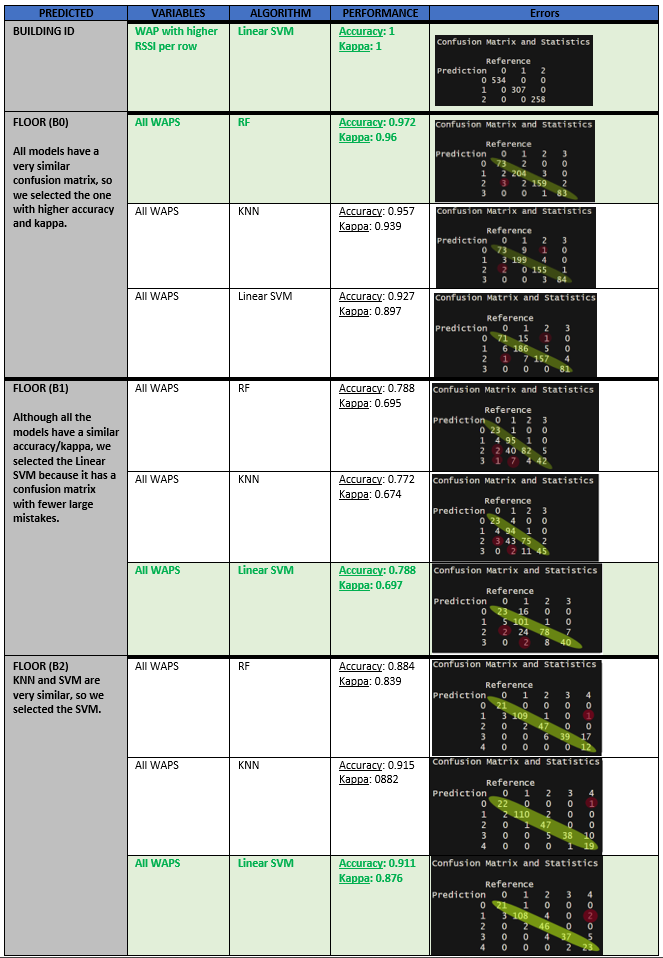 PREDICTED VARIABLES ALGORITHM PERFORMANCE Errors
BUILDING ID
WAP with higher
RSSI per row
Linear SVM
Accuracy: 1
Kappa: 1
Confusion Matrix and Statistics
Reference
Prediction 0 1 2
0 534 0 0
1 0 307 0
2 0 0 258
FLOOR (B0)
All models have a
very similar
confusion matrix, so
we selected the one
with higher accuracy
and kappa.
All WAPS
RF
Accuracy: 0.972
Kappa: 0.96
Confusion Matrix and Statistics
Reference
Prediction 0 1 2 3
0 73 2 0 0
1 2 204 3 0
2 3 2 159 2
3 0 0 1 83
All WAPS
KNN
Accuracy: 0.957
Kappa: 0.939
Confusion Matrix and Statistics
Reference
Prediction 0 1 2 3
0 73 9 1 0
1 3 199 4 0
2 2 0 155 1
3 0 0 3 84
All WAPS
Linear SVM
Accuracy: 0.927
Kappa: 0.897
Confusion Matrix and Statistics
Reference
Prediction 0 1 2 3
0 71 15 1 0
1 6 186 5 0
2 1 7 157 4
3 0 0 0 81
FLOOR (B1)
Although all the
models have a similar
accuracy/kappa, we
selected the Linear
SVM because it has a
confusion matrix
with fewer large
mistakes.
All WAPS
RF
Accuracy: 0.788
Kappa: 0.695
Confusion Matrix and Statistics
Reference
Prediction 0 1 2 3
0 23 1 0 0
1 4 95 1 0
2 2 40 82 5
3 1 7 4 42
All WAPS
KNN
Accuracy: 0.772
Kappa: 0.674
Confusion Matrix and Statistics
Reference
Prediction 0 1 2 3
0 23 4 0 0
1 4 94 1 0
2 3 43 75 2
3 0 2 11 45
All WAPS
Linear SVM
Accuracy: 0.788
Kappa: 0.697
Confusion Matrix and Statistics
Reference
Prediction 0 1 2 3
0 23 16 0 0
1 5 101 1 0
2 2 24 78 7
3 0 2 8 40
FLOOR (B2)
KNN and SVM are
very similar, so we
selected the SVM.
All WAPS
RF
Accuracy: 0.884
Kappa: 0.839
Confusion Matrix and Statistics
Reference
Prediction 0 1 2 3 4
0 21 0 0 0 0
1 3 109 1 0 1
2 0 2 47 0 0
3 0 0 6 39 17
4 0 0 0 0 12
All WAPS
KNN
Accuracy: 0.915
Kappa: 0882
Confusion Matrix and Statistics
Reference
Prediction 0 1 2 3 4
0 22 0 0 0 1
1 2 110 2 0 0
2 0 1 47 0 0
3 0 0 5 38 10
4 0 0 0 1 19
All WAPS
Linear SVM
Accuracy: 0.911
Kappa: 0.876
Confusion Matrix and Statistics
Reference
Prediction 0 1 2 3 4
0 21 1 0 0 0
1 3 108 4 0 2
2 0 2 46 0 0
3 0 0 4 37 5
4 0 0 0 2 23